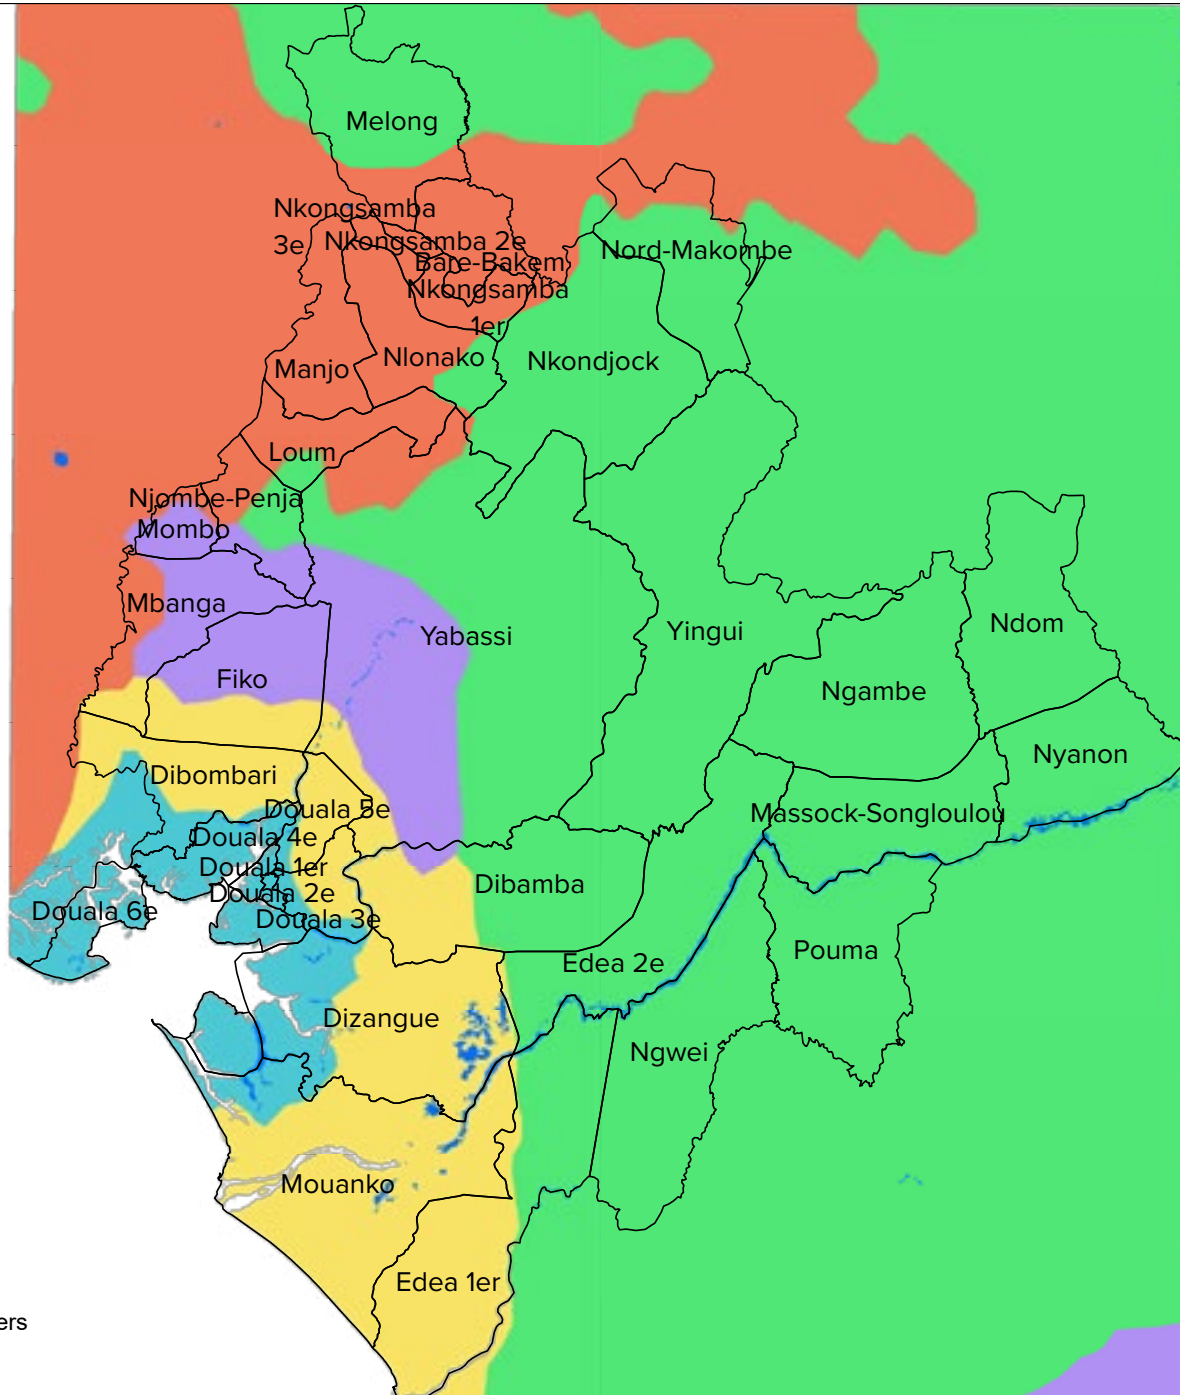 Melong
Nkongsamba
3e
Nkongsamba 2e
Nord-Makombe
Bare-Bakem
Nkongsamba
1er
Nlonako
Nkondjock
Manjo
Loum
Njombe-Penja
Mombo
Mbanga
Yabassi
Yingui
Ndom
Fiko
Ngambe
Nyanon
Dibombari
Douala 5e
Massock-Songloulou
Douala 4e
Douala 1er
Dibamba
Douala 2e
Douala 6e
Douala 3e
Pouma
Edea 2e
Dizangue
Ngwei
Mouanko
Edea 1er
ers